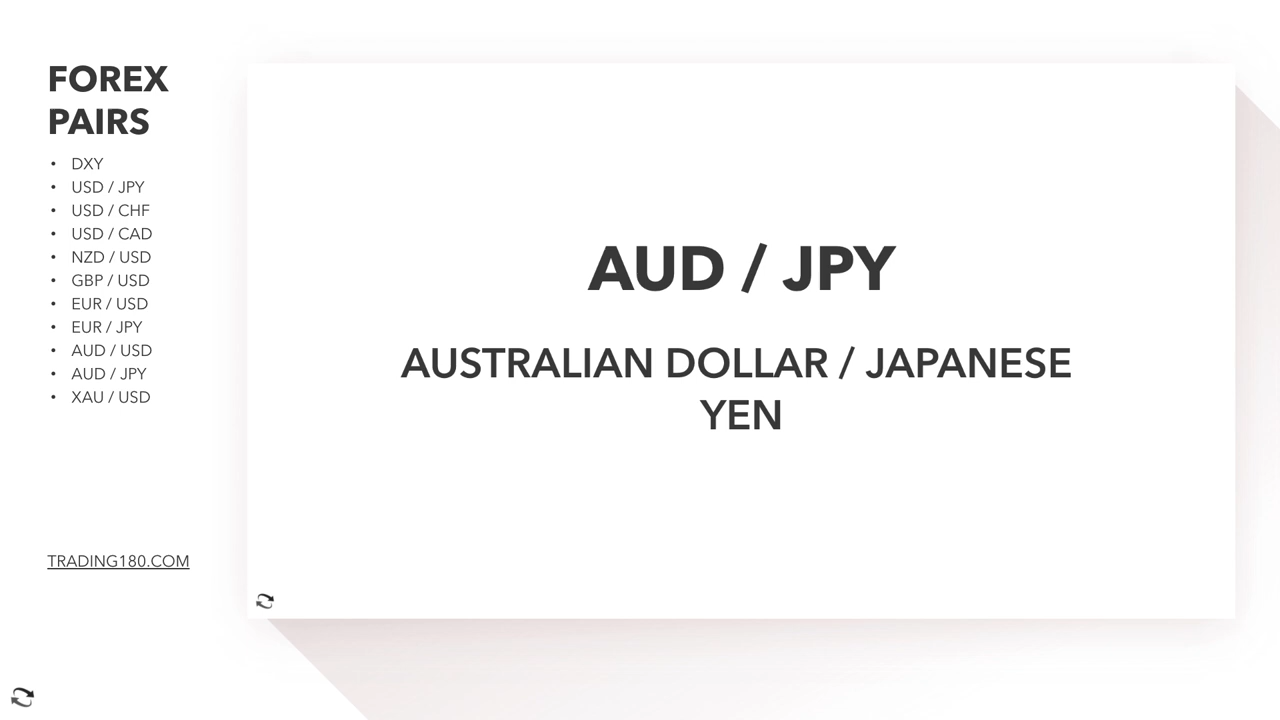 FOREX
PAIRS
• DXY
• USD / JPY
• USD / CHF
• USD / CAD
• NZD / USD
• GBP / USD
• EUR / USD
• EUR / JPY
• AUD / USD
• AUD / JPY
• XAU / USD
TRADING180.COM
AUD / JPY
AUSTRALIAN DOLLAR / JAPANESE
YEN